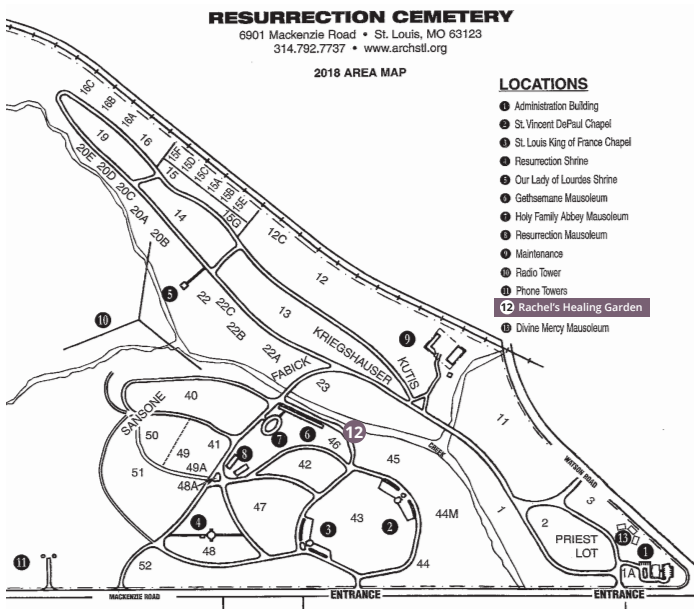 RESURRECTION CEMETERY
6901 Mackenzie Road • St. Louis, MO 63123
314.792.7737 • www.archstl.org
2018 AREA MAP
LOCATIONS
1 Administration Building
2 St. Vincent DePaul Chapel
3 St. Louis King of France Chapel
4 Resurrection Shrine
5 Our Lady of Lourdes Shrine
6 Gethsemane Mausoleum
7 Holy Family Abbey Mausoleum
8 Resurrection Mausoleum
9 Maintenance
10 Radio Tower
11 Phone Towers
12 Rachel's Healing Garden
13 Divine Mercy Mausoleum
16C
16B
16A
16
19
20E
20D
20C
20A
20B
15F
15D
15C
15A
15B
15E
15
15G
14
12C
12
5
22
22C
22B
22A
13
10
9
KRIEGSHAUSER
KUTIS
FABICK
23
SANSONE
40
50
49
41
51
49A
48A
7
6
46
12
8
42
45
CREEK
11
WATSON ROAD
47
4
48
43
3
2
44M
44
1
2
PRIEST
LOT
3
13
1
1A
11
52
MACKENZIE ROAD
ENTRANCE
ENTRANCE